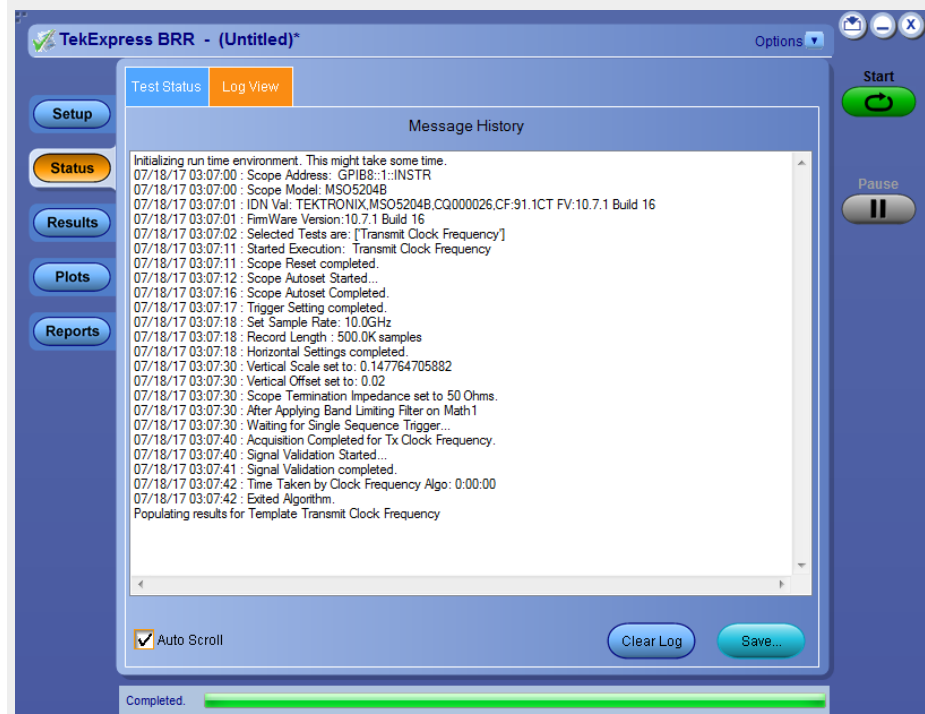 TekExpress BRR - (Untitled)*
Options
Start
Test Status
Log View
Setup
Message History
Status
Pause
Results
Plots
Reports
Initializing run time environment. This might take some time.
07/18/17 03:07:00 : Scope Address: GPIB8::1::INSTR
07/18/17 03:07:00 : Scope Model: MSO5204B
07/18/17 03:07:01 : IDN Val: TEKTRONIX,MSO5204B,CQ000026,CF:91.1CT FV:10.7.1 Build 16
07/18/17 03:07:01 : FirmWare Version:10.7.1 Build 16
07/18/17 03:07:02 : Selected Tests are: ['Transmit Clock Frequency']
07/18/17 03:07:11 : Started Execution: Transmit Clock Frequency
07/18/17 03:07:11 : Scope Reset completed.
07/18/17 03:07:12 : Scope Autoset Started...
07/18/17 03:07:16 : Scope Autoset Completed.
07/18/17 03:07:17 : Trigger Setting completed.
07/18/17 03:07:18 : Set Sample Rate: 10.0GHz
07/18/17 03:07:18 : Record Length : 500.0K samples
07/18/17 03:07:18 : Horizontal Settings completed.
07/18/17 03:07:30 : Vertical Scale set to: 0.147764705882
07/18/17 03:07:30 : Vertical Offset set to: 0.02
07/18/17 03:07:30 : Scope Termination Impedance set to 50 Ohms.
07/18/17 03:07:30 : After Applying Band Limiting Filter on Math1
07/18/17 03:07:30 : Waiting for Single Sequence Trigger...
07/18/17 03:07:40 : Acquisition Completed for Tx Clock Frequency.
07/18/17 03:07:40 : Signal Validation Started...
07/18/17 03:07:41 : Signal Validation completed.
07/18/17 03:07:42 : Time Taken by Clock Frequency Algo: 0:00:00
07/18/17 03:07:42 : Exited Algorithm.
Populating results for Template Transmit Clock Frequency
Auto Scroll
Clear Log
Save...
Completed.